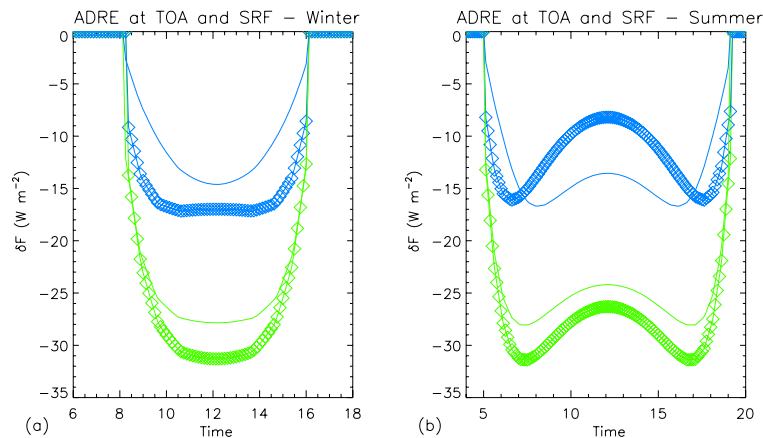 ADRE at TOA and SRF − Winter
0
−5
−10
−15
−20
−25
−30
−35
δF (W m⁻²)
6 8 10 12 14 16 18
Time
(a)
ADRE at TOA and SRF − Summer
0
−5
−10
−15
−20
−25
−30
−35
δF (W m⁻²)
5 10 15 20
Time
(b)